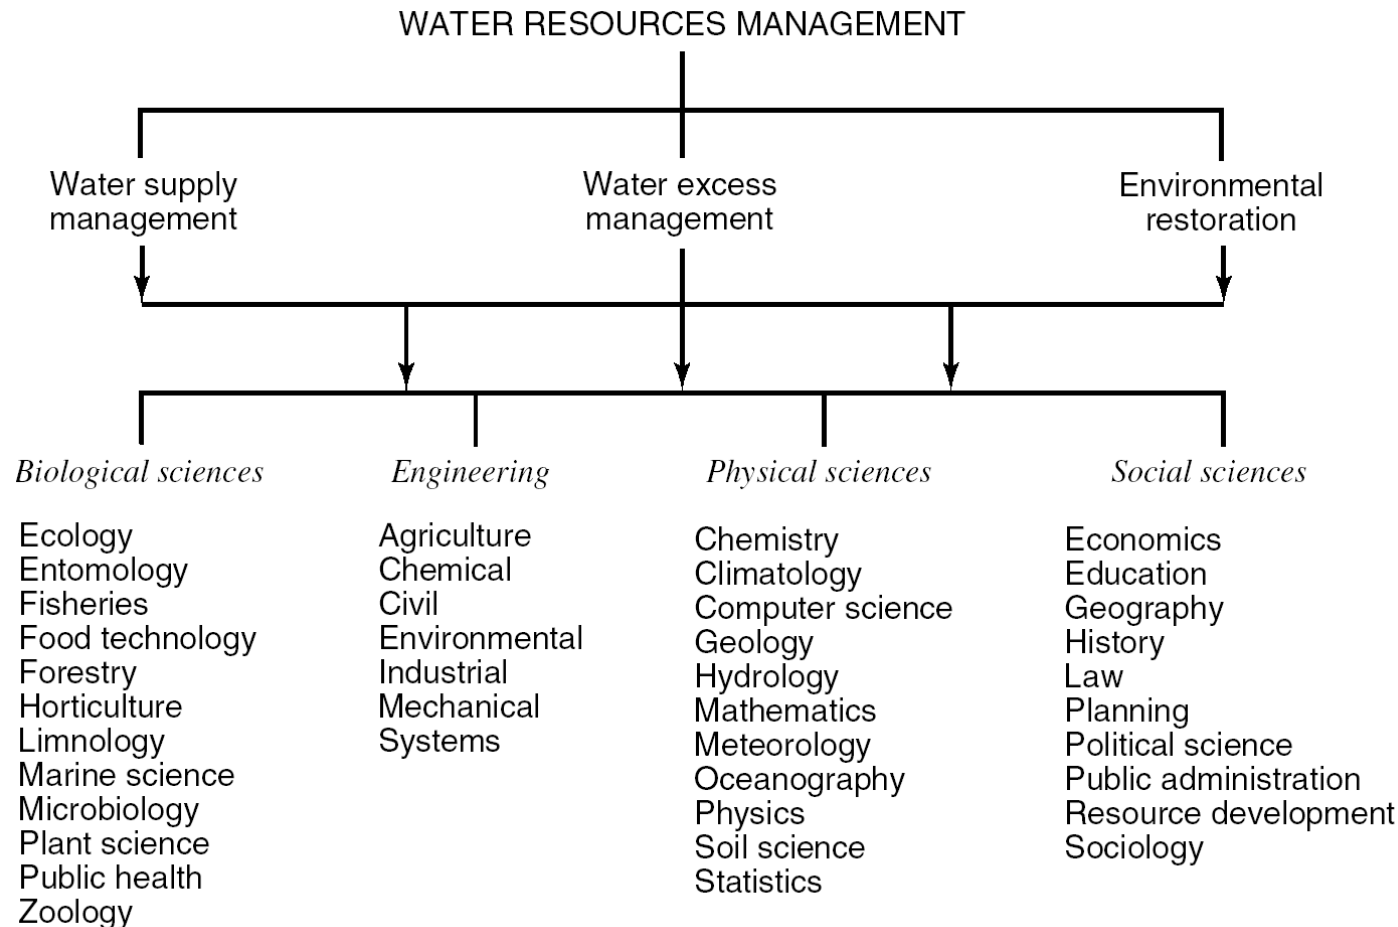 WATER RESOURCES MANAGEMENT
Water supply
management
Water excess
management
Environmental
restoration
Biological sciences
Ecology
Entomology
Fisheries
Food technology
Forestry
Horticulture
Limnology
Marine science
Microbiology
Plant science
Public health
Zoology
Engineering
Agriculture
Chemical
Civil
Environmental
Industrial
Mechanical
Systems
Physical sciences
Chemistry
Climatology
Computer science
Geology
Hydrology
Mathematics
Meteorology
Oceanography
Physics
Soil science
Statistics
Social sciences
Economics
Education
Geography
History
Law
Planning
Political science
Public administration
Resource development
Sociology